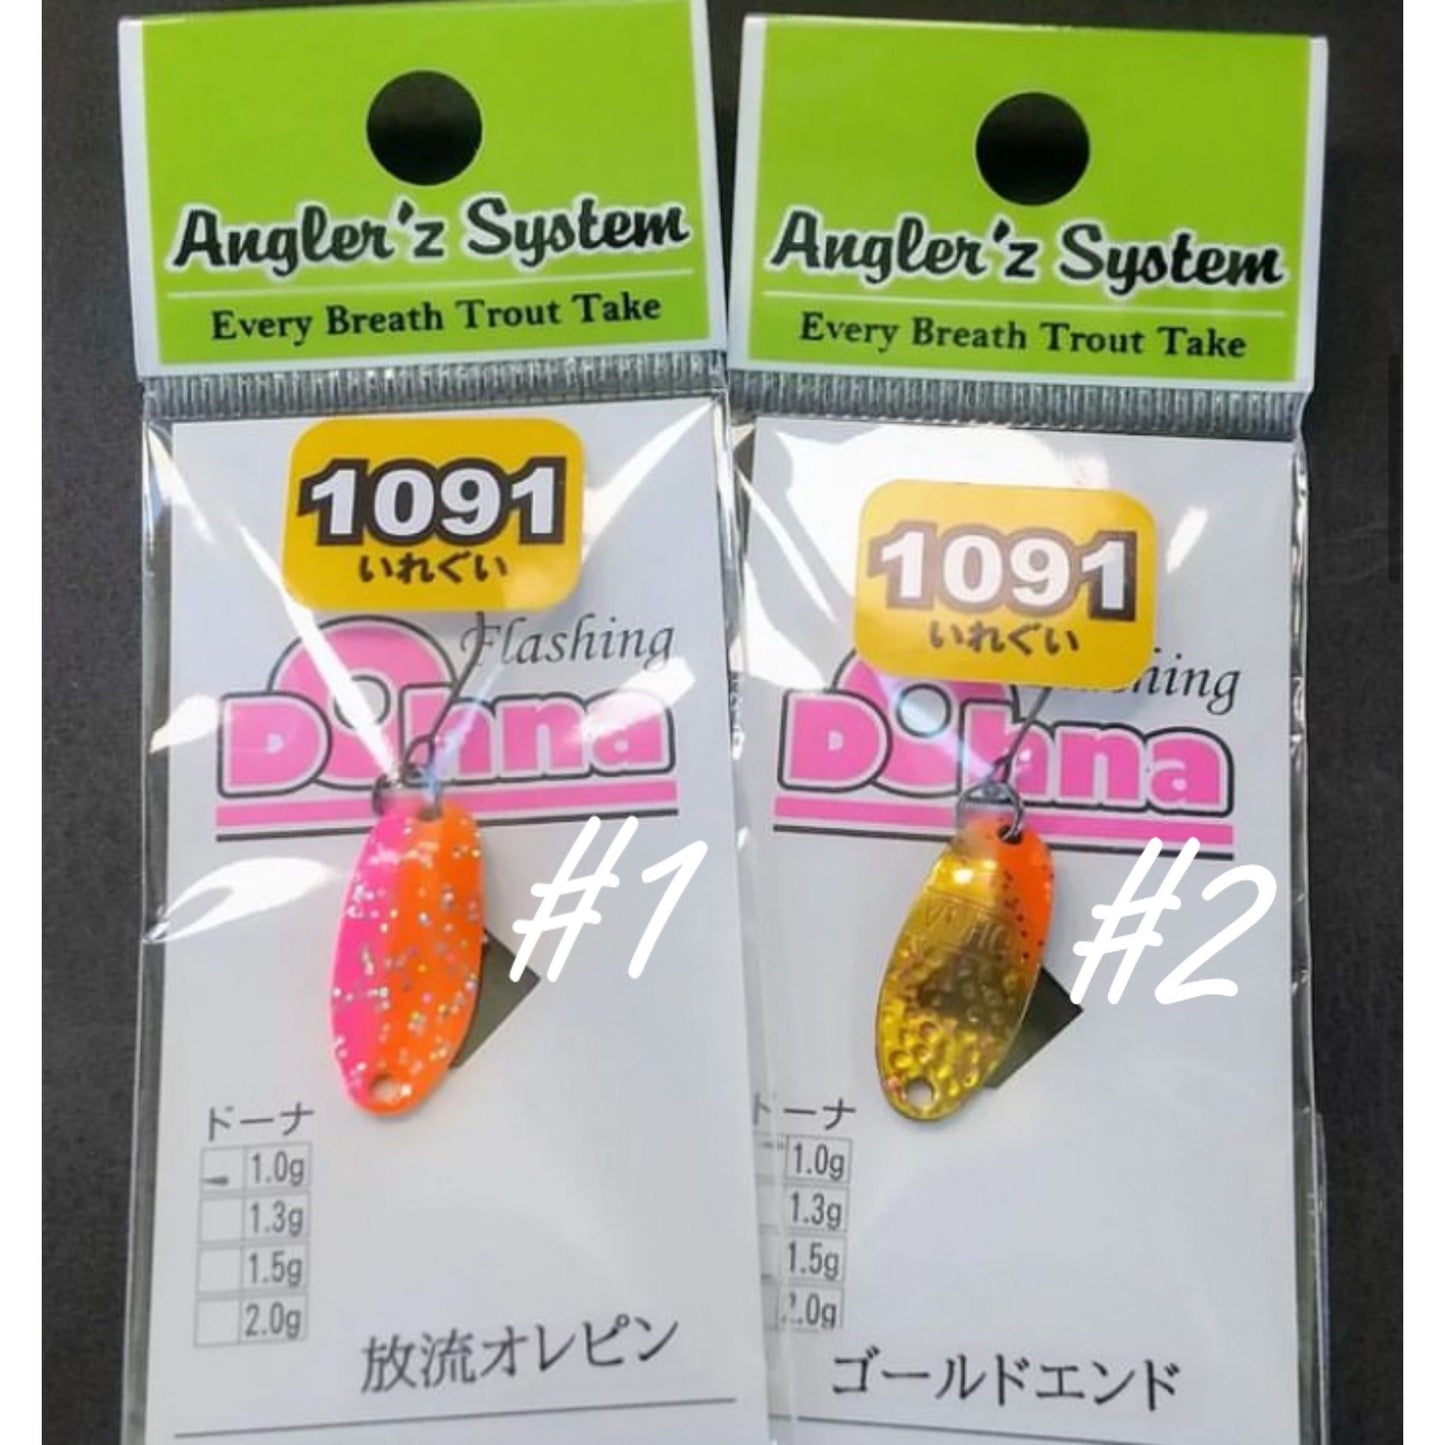 Angler'z System
Every Breath Trout Take
1091
いれぐい
Flashing
Dohna
#1
ドーナ
1.0g
1.3g
1.5g
2.0g
放流オレピン
Angler'z System
Every Breath Trout Take
1091
いれぐい
Dohna
#2
ドーナ
1.0g
1.3g
1.5g
2.0g
ゴールドエンド